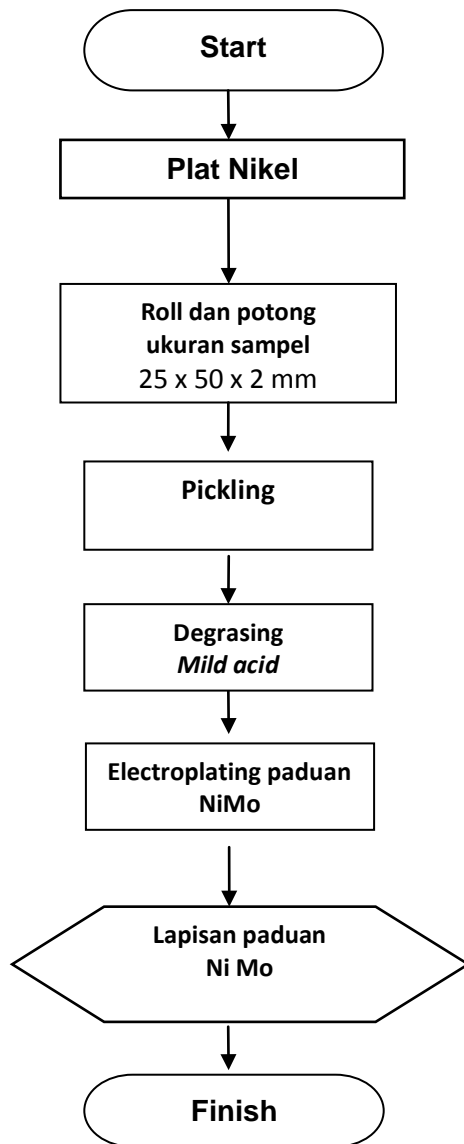 Start
Plat Nikel
Roll dan potong
ukuran sampel
25 x 50 x 2 mm
Pickling
Degrasing
Mild acid
Electroplating paduan
NiMo
Lapisan paduan
Ni Mo
Finish